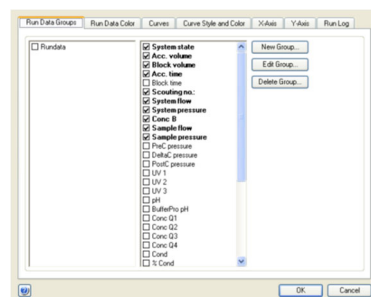 Run Data Groups Run Data Color Curves Curve Style and Color X-Axis Y-Axis Run Log
Rundata
System state
Acc. volume
Block volume
Acc. time
Block time
Scouting no.:
System flow
System pressure
Conc B
Sample flow
Sample pressure
PreC pressure
DeltaC pressure
PostC pressure
UV 1
UV 2
UV 3
pH
BufferPro pH
Conc Q1
Conc Q2
Conc Q3
Conc Q4
Cond
% Cond
New Group...
Edit Group...
Delete Group...
OK Cancel